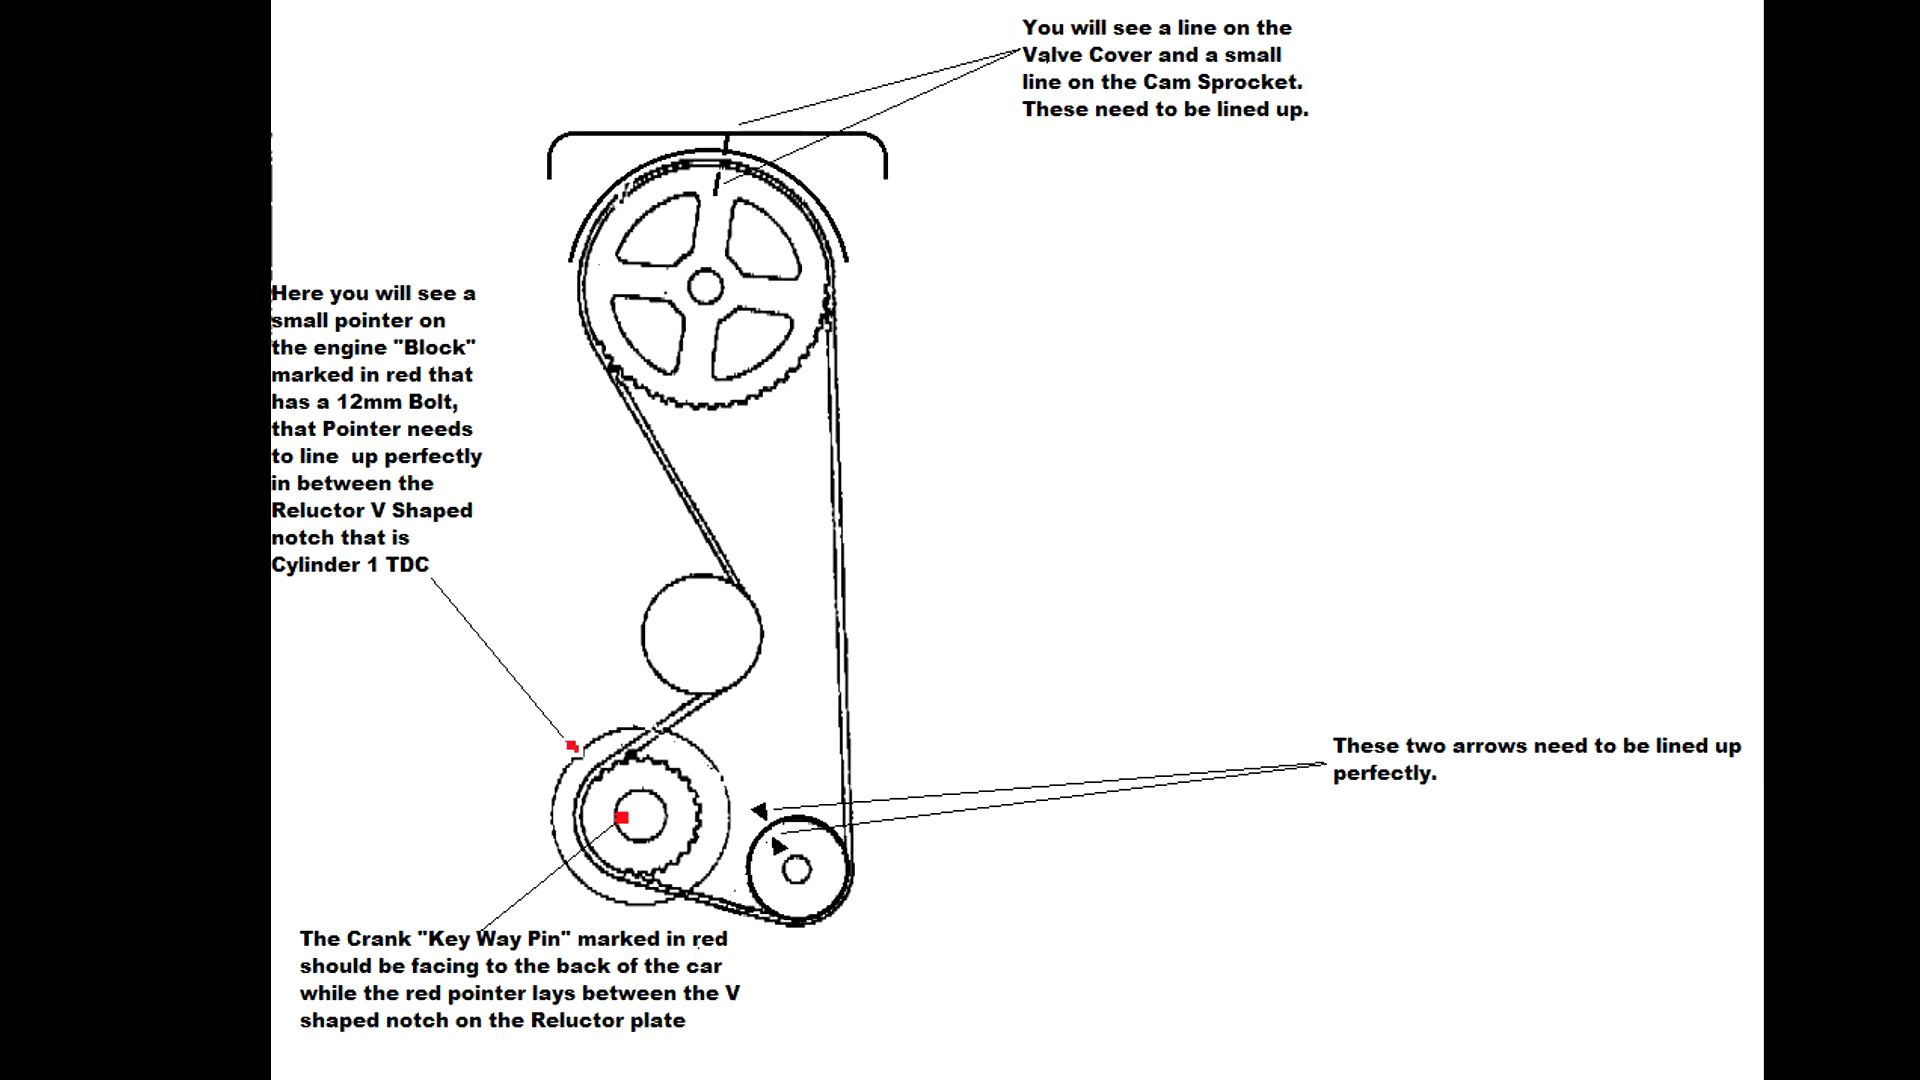 You will see a line on the
Valve Cover and a small
line on the Cam Sprocket.
These need to be lined up.
Here you will see a
small pointer on
the engine "Block"
marked in red that
has a 12mm Bolt,
that Pointer needs
to line  up perfectly
in between the
Reluctor V Shaped
notch that is
Cylinder 1 TDC
These two arrows need to be lined up
perfectly.
The Crank "Key Way Pin" marked in red
should be facing to the back of the car
while the red pointer lays between the V
shaped notch on the Reluctor plate